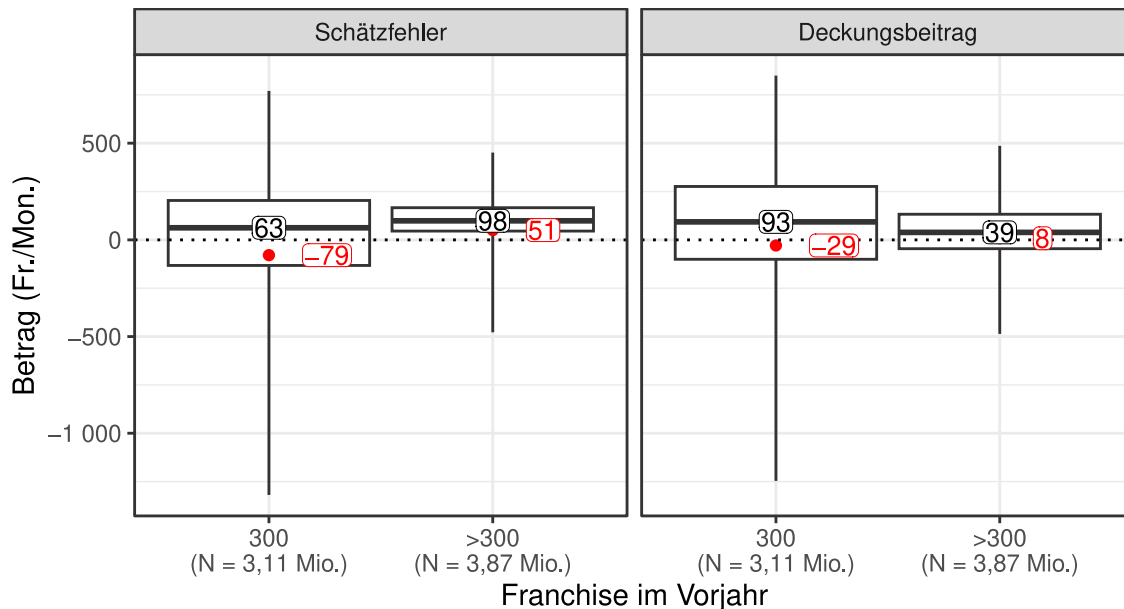 Schätzfehler
Deckungsbeitrag
Betrag (Fr./Mon.)
500
0
−500
−1 000
63
−79
98
51
93
−29
39
8
300
(N = 3,11 Mio.)
>300
(N = 3,87 Mio.)
300
(N = 3,11 Mio.)
>300
(N = 3,87 Mio.)
Franchise im Vorjahr